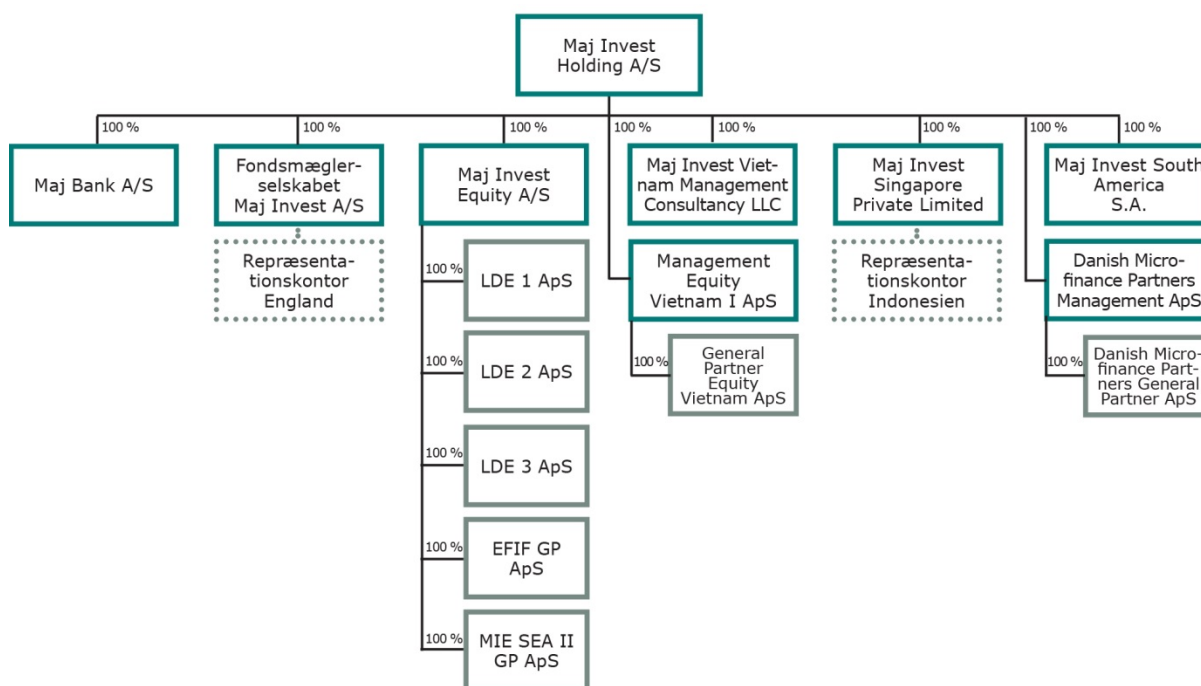 Maj Invest
Holding A/S
100 %
100 %
100 %
100 %
100 %
100 %
100 %
100 %
Maj Bank A/S
Fondsmægler-
selskabet
Maj Invest A/S
Maj Invest
Equity A/S
Maj Invest Viet-
nam Management
Consultancy LLC
Maj Invest
Singapore
Private Limited
Maj Invest South
America
S.A.
Repræsenta-
tionskontor
England
100 %
LDE 1 ApS
Management
Equity
Vietnam I ApS
Repræsenta-
tionskontor
Indonesien
Danish Micro-
finance Partners
Management ApS
100 %
LDE 2 ApS
100 %
General
Partner
Equity
Vietnam ApS
100 %
Danish Micro-
finance Part-
ners General
Partner ApS
100 %
LDE 3 ApS
100 %
EFIF GP
ApS
100 %
MIE SEA II
GP ApS